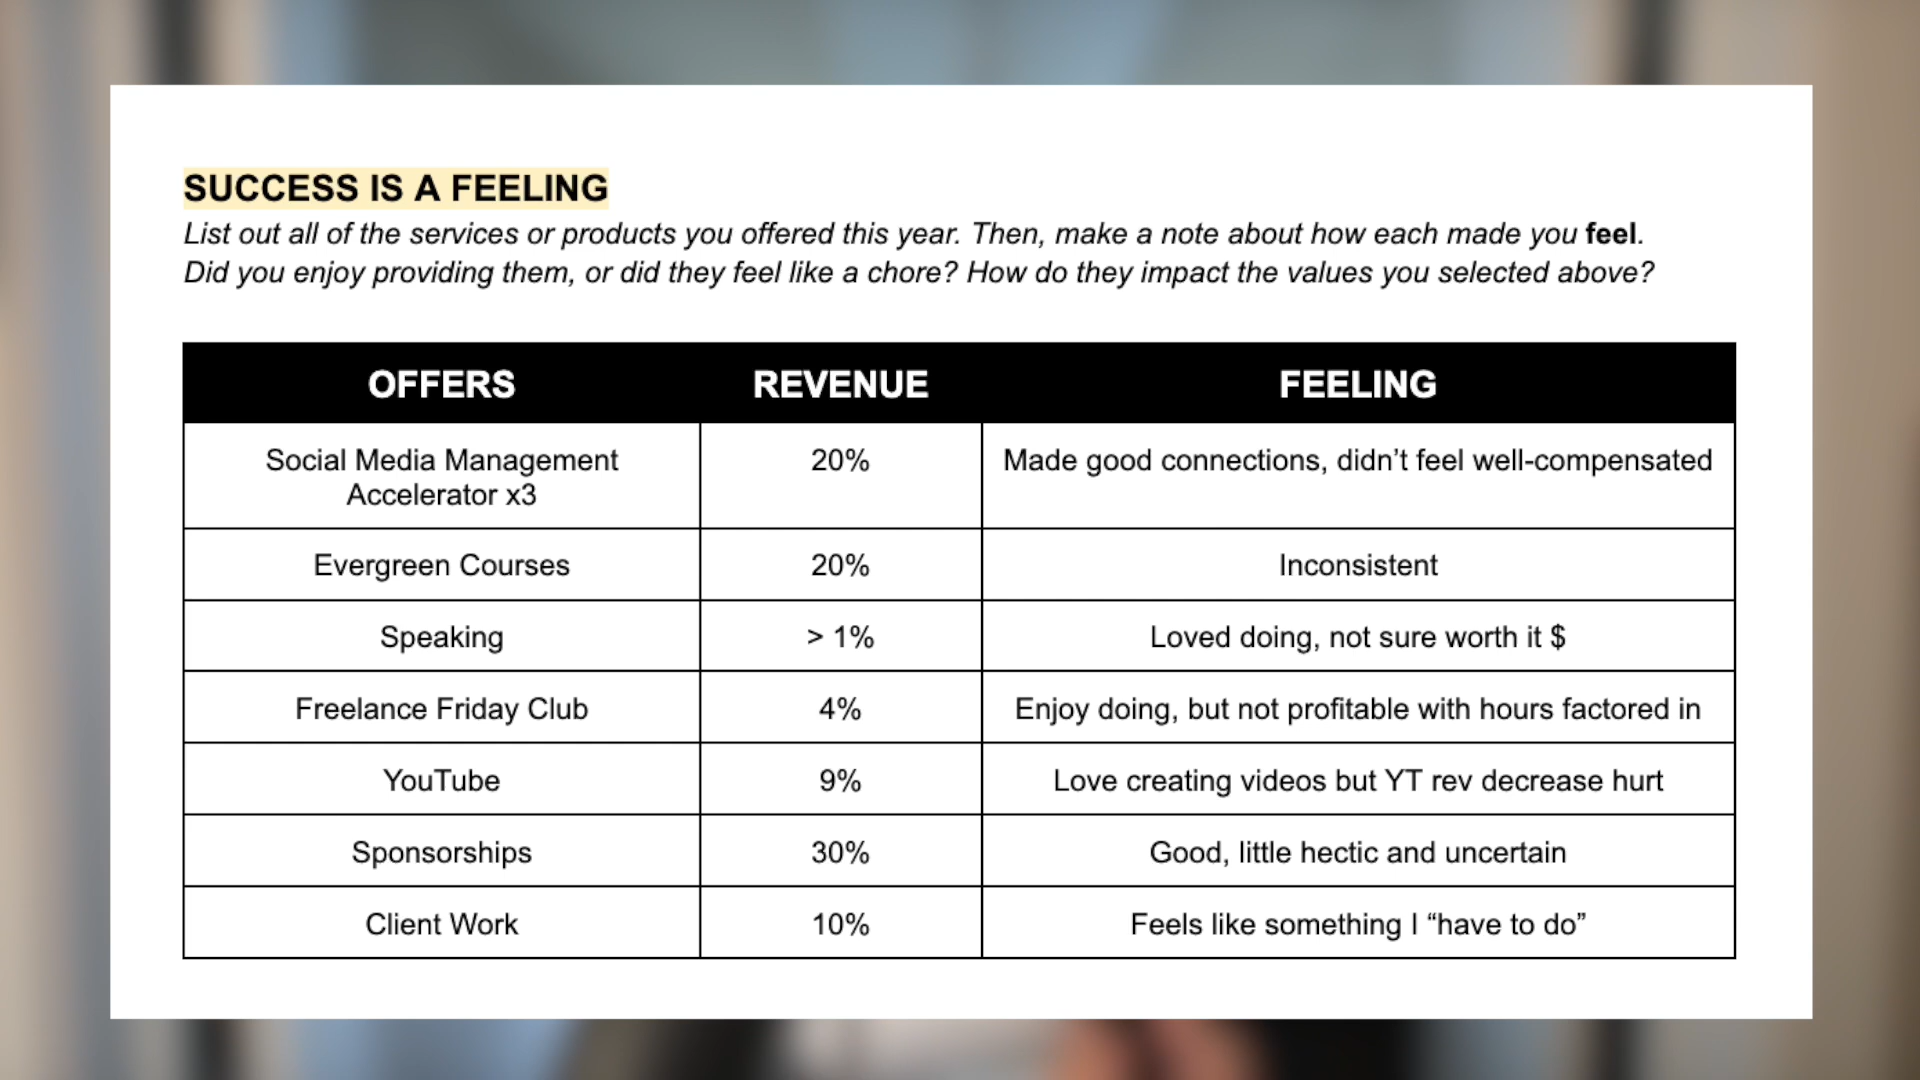 SUCCESS IS A FEELING
List out all of the services or products you offered this year. Then, make a note about how each made you feel.
Did you enjoy providing them, or did they feel like a chore? How do they impact the values you selected above?
OFFERS REVENUE FEELING
Social Media Management 20% Made good connections, didn’t feel well-compensated
Accelerator x3
Evergreen Courses 20% Inconsistent
Speaking > 1% Loved doing, not sure worth it $
Freelance Friday Club 4% Enjoy doing, but not profitable with hours factored in
YouTube 9% Love creating videos but YT rev decrease hurt
Sponsorships 30% Good, little hectic and uncertain
Client Work 10% Feels like something I “have to do”